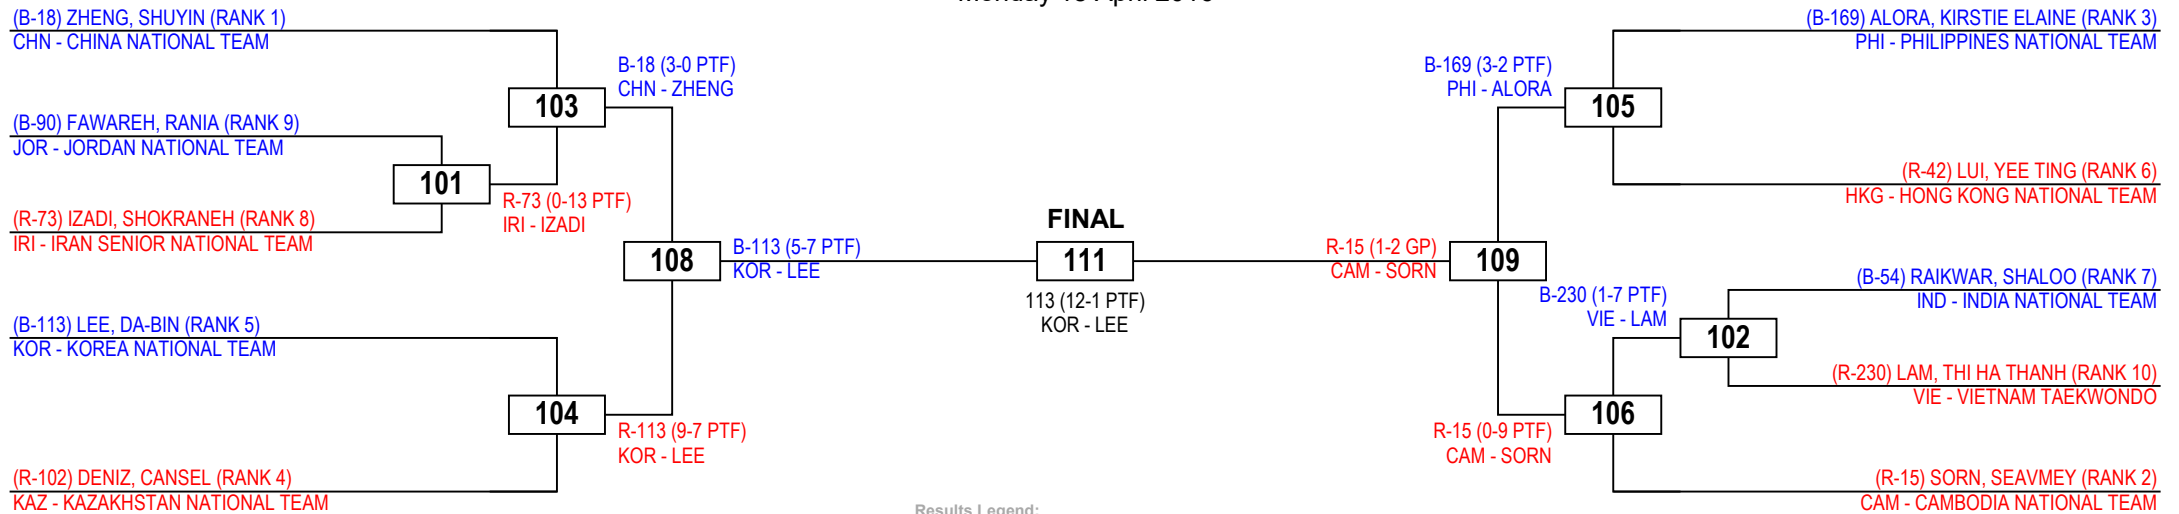 (B-18) ZHENG, SHUYIN (RANK 1)
CHN - CHINA NATIONAL TEAM
(B-90) FAWAREH, RANIA (RANK 9)
JOR - JORDAN NATIONAL TEAM
(R-73) IZADI, SHOKRANEH (RANK 8)
IRI - IRAN SENIOR NATIONAL TEAM
(B-113) LEE, DA-BIN (RANK 5)
KOR - KOREA NATIONAL TEAM
(R-102) DENIZ, CANSEL (RANK 4)
KAZ - KAZAKHSTAN NATIONAL TEAM
101
R-73 (0-13 PTF)
IRI - IZADI
103
B-18 (3-0 PTF)
CHN - ZHENG
104
R-113 (9-7 PTF)
KOR - LEE
108
B-113 (5-7 PTF)
KOR - LEE
FINAL
111
113 (12-1 PTF)
KOR - LEE
R-15 (1-2 GP)
CAM - SORN
109
B-169 (3-2 PTF)
PHI - ALORA
105
R-15 (0-9 PTF)
CAM - SORN
106
B-230 (1-7 PTF)
VIE - LAM
102
(B-169) ALORA, KIRSTIE ELAINE (RANK 3)
PHI - PHILIPPINES NATIONAL TEAM
(R-42) LUI, YEE TING (RANK 6)
HKG - HONG KONG NATIONAL TEAM
(B-54) RAIKWAR, SHALOO (RANK 7)
IND - INDIA NATIONAL TEAM
(R-230) LAM, THI HA THANH (RANK 10)
VIE - VIETNAM TAEKWONDO
(R-15) SORN, SEAVMEY (RANK 2)
CAM - CAMBODIA NATIONAL TEAM
Results Legend: